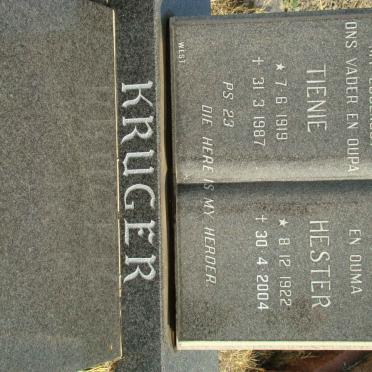 ONS VADER EN OUPA
TIENIE
★ 7·6 1919
✝ 31 3 1987
PS 23
EN OUMA
HESTER
★ 8 12 1922
✝ 30 4 2004
DIE HERE IS MY HERDER.
WEST
KRUGER